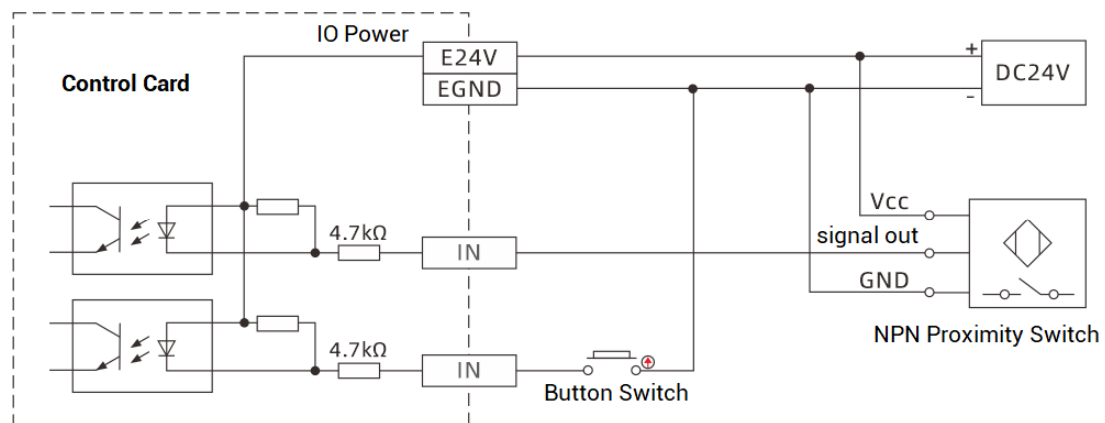 IO Power
E24V
+
DC24V
Control Card
EGND
-
Vcc
4.7kΩ
signal out
IN
GND
NPN Proximity Switch
4.7kΩ
IN
Button Switch